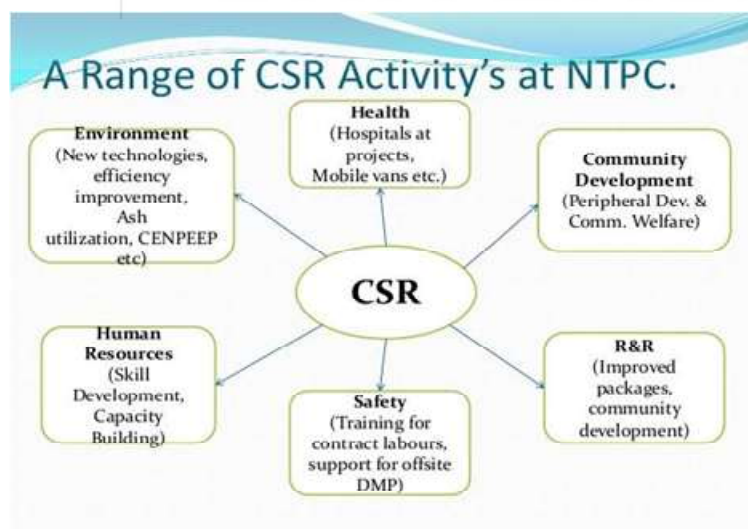 A Range of CSR Activity's at NTPC.
Health
(Hospitals at
projects,
Mobile vans etc.)
Environment
(New technologies,
efficiency
improvement,
Ash
utilization, CENPEEP
etc)
Community
Development
(Peripheral Dev. &
Comm. Welfare)
CSR
Human
Resources
(Skill
Development,
Capacity
Building)
Safety
(Training for
contract labours,
support for offsite
DMP)
R&R
(Improved
packages,
community
development)